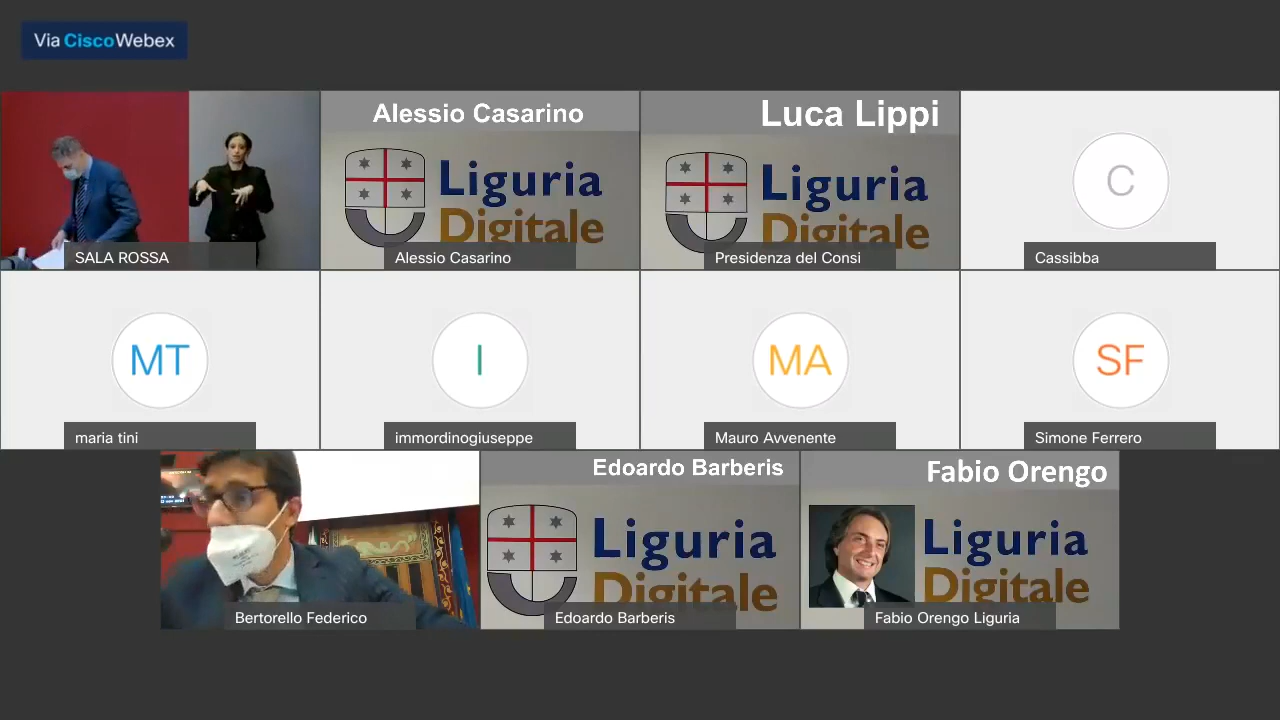 Via Cisco Webex
Alessio Casarino
Luca Lippi
Liguria
Digitale
Liguria
Digitale
C
SALA ROSSA
Alessio Casarino
Presidenza del Consi
Cassibba
MT
I
MA
SF
maria tini
immordinogiuseppe
Mauro Avvenente
Simone Ferrero
Edoardo Barberis
Fabio Orengo
Liguria
Digitale
Liguria
Digitale
Bertorello Federico
Edoardo Barberis
Fabio Orengo Liguria